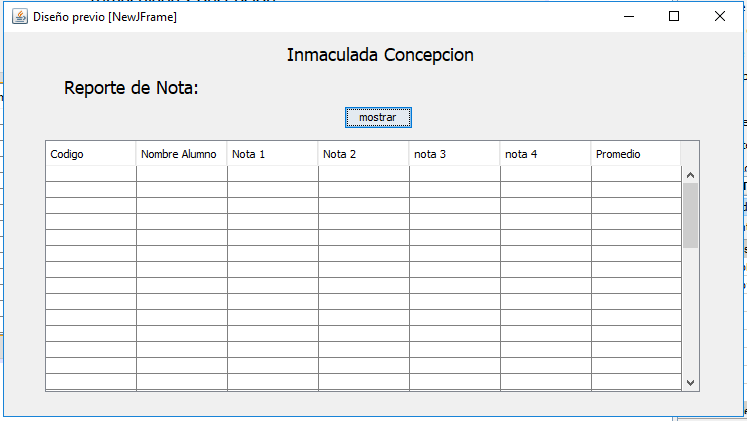 Diseño previo [NewJFrame]
Inmaculada Concepcion
Reporte de Nota:
mostrar
Codigo Nombre Alumno Nota 1 Nota 2 nota 3 nota 4 Promedio